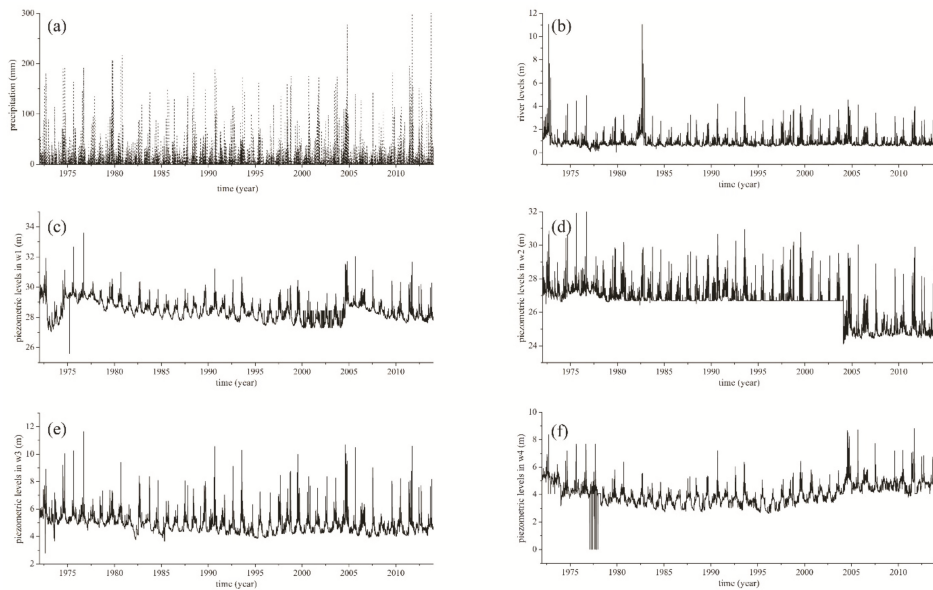 (a)
precipitation (mm)
300
200
100
0
1975 1980 1985 1990 1995 2000 2005 2010
time (year)
(b)
river levels (m)
12
10
8
6
4
2
0
1975 1980 1985 1990 1995 2000 2005 2010
time (year)
(c)
piezometric levels in w1 (m)
34
32
30
28
26
1975 1980 1985 1990 1995 2000 2005 2010
time (year)
(d)
piezometric levels in w2 (m)
32
30
28
26
24
1975 1980 1985 1990 1995 2000 2005 2010
time (year)
(e)
piezometric levels in w3 (m)
12
10
8
6
4
2
1975 1980 1985 1990 1995 2000 2005 2010
time (year)
(f)
piezometric levels in w4 (m)
10
8
6
4
2
0
1975 1980 1985 1990 1995 2000 2005 2010
time (year)